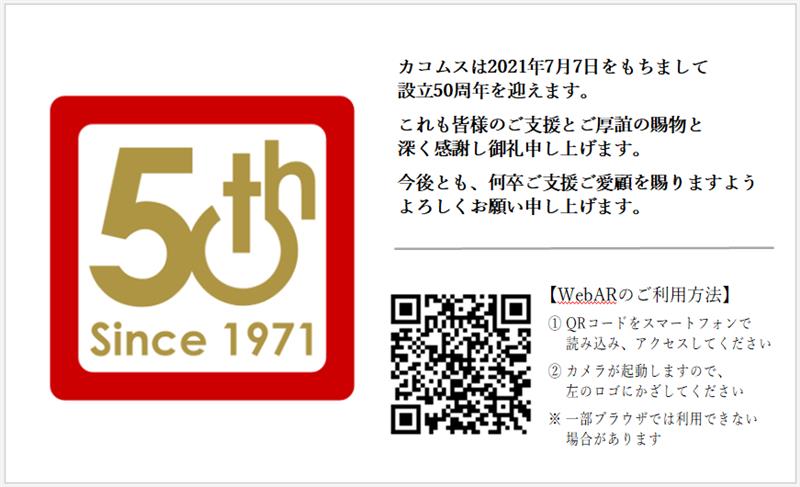 50th
Since 1971
カコムスは2021年7月7日をもちまして
設立50周年を迎えます。
これも皆様のご支援とご厚誼の賜物と
深く感謝し御礼申し上げます。
今後とも、何卒ご支援ご愛顧を賜りますよう
よろしくお願い申し上げます。
【WebARのご利用方法】
① QRコードをスマートフォンで
読み込み、アクセスしてください
② カメラが起動しますので、
左のロゴにかざしてください
※ 一部ブラウザでは利用できない
場合があります